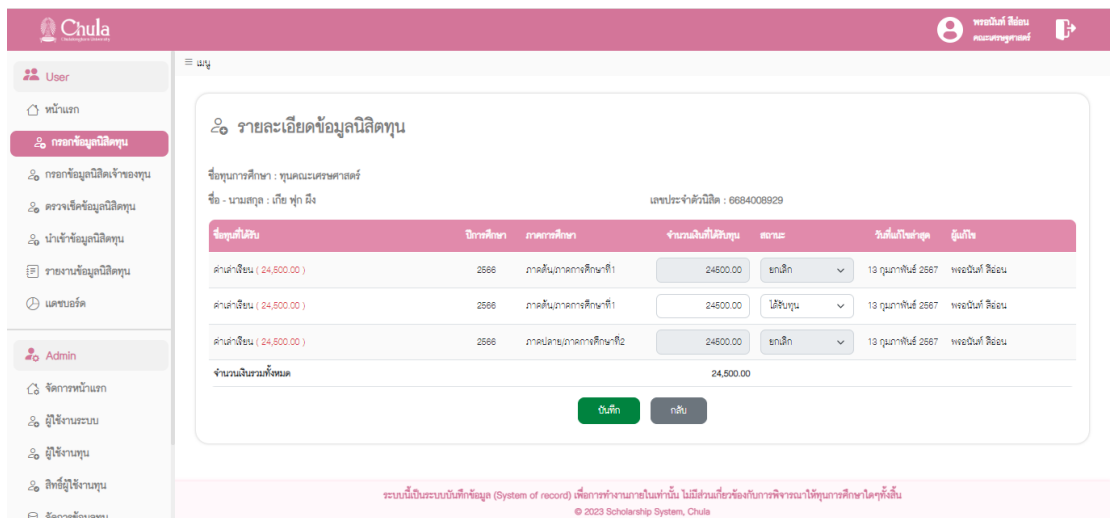 Chula
Chulalongkorn University
พรอนันท์ สีอ่อน
คณะเศรษฐศาสตร์
User
หน้าแรก
กรอกข้อมูลนิสิตทุน
กรอกข้อมูลนิสิตเจ้าของทุน
ตรวจเช็คข้อมูลนิสิตทุน
นำเข้าข้อมูลนิสิตทุน
รายงานข้อมูลนิสิตทุน
แดชบอร์ด
Admin
จัดการหน้าแรก
ผู้ใช้งานระบบ
ผู้ใช้งานทุน
สิทธิ์ผู้ใช้งานทุน
เมนู
รายละเอียดข้อมูลนิสิตทุน
ชื่อทุนการศึกษา : ทุนคณะเศรษฐศาสตร์
ชื่อ - นามสกุล : เกีย ฟุก ผึง เลขประจำตัวนิสิต : 6684008929
ชื่อทุนที่ได้รับ ปีการศึกษา ภาคการศึกษา จำนวนเงินที่ได้รับทุน สถานะ วันที่แก้ไขล่าสุด ผู้แก้ไข
ค่าเล่าเรียน ( 24,500.00 ) 2566 ภาคต้น/ภาคการศึกษาที่1 24500.00 ยกเลิก 13 กุมภาพันธ์ 2567 พรอนันท์ สีอ่อน
ค่าเล่าเรียน ( 24,500.00 ) 2566 ภาคต้น/ภาคการศึกษาที่1 24500.00 ได้รับทุน 13 กุมภาพันธ์ 2567 พรอนันท์ สีอ่อน
ค่าเล่าเรียน ( 24,500.00 ) 2566 ภาคปลาย/ภาคการศึกษาที่2 24500.00 ยกเลิก 13 กุมภาพันธ์ 2567 พรอนันท์ สีอ่อน
จำนวนเงินรวมทั้งหมด 24,500.00
บันทึก กลับ
ระบบนี้เป็นระบบบันทึกข้อมูล (System of record) เพื่อการทำงานภายในเท่านั้น ไม่มีส่วนเกี่ยวข้องกับการพิจารณาให้ทุนการศึกษาใดๆทั้งสิ้น
© 2023 Scholarship System, Chula